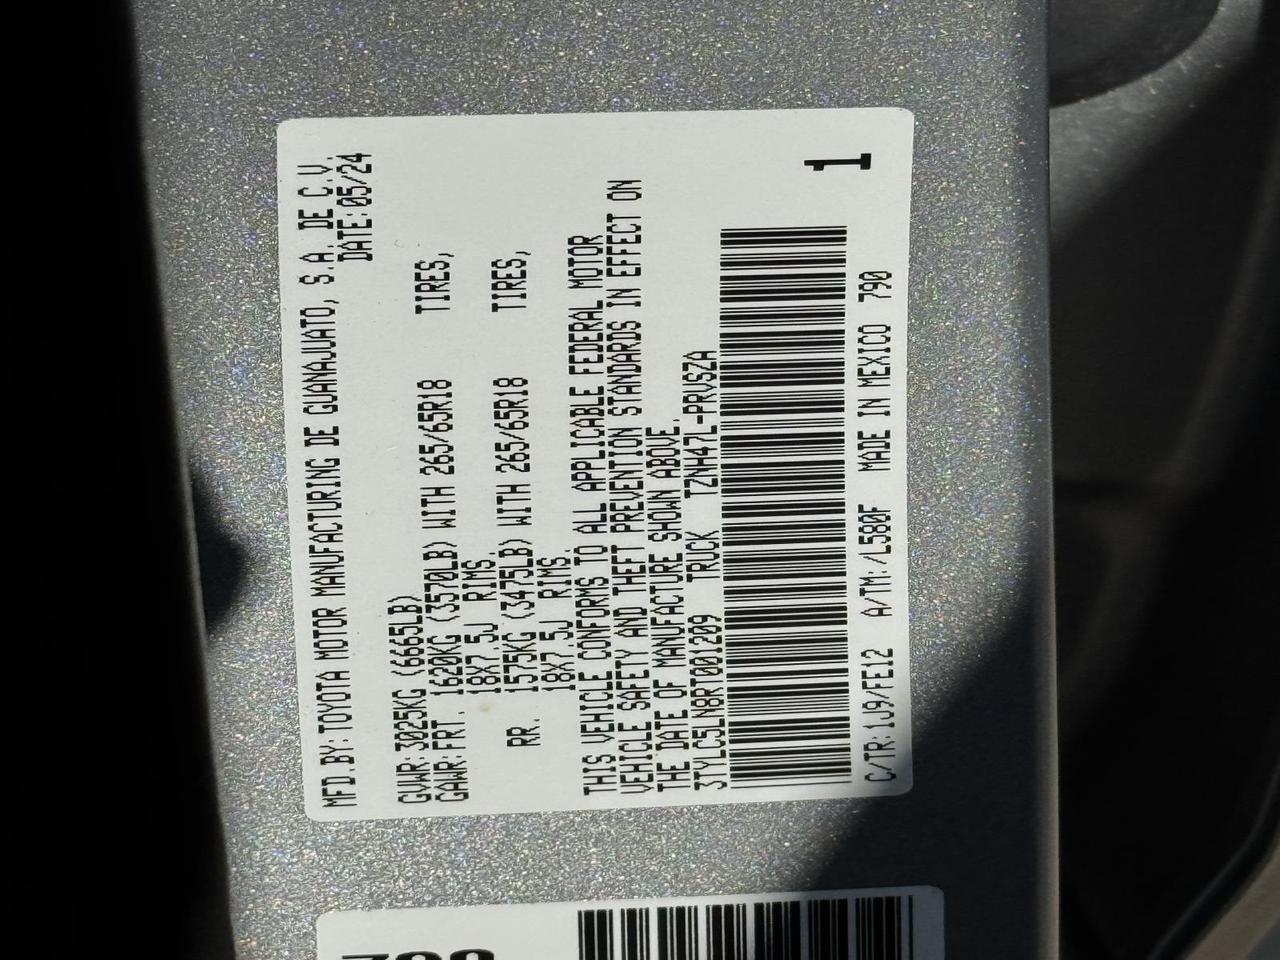 MFD.BY:TOYOTA MOTOR MANUFACTURING DE GUANAJUATO, S.A. DE C.V.
DATE:05/24
GVWR:3025KG (6665LB)
GAWR:FRT. 1620KG (3570LB) WITH 265/65R18 TIRES,
18X7.5J RIMS.
RR. 1575KG (3475LB) WITH 265/65R18 TIRES,
18X7.5J RIMS.
THIS VEHICLE CONFORMS TO ALL APPLICABLE FEDERAL MOTOR
VEHICLE SAFETY AND THEFT PREVENTION STANDARDS IN EFFECT ON
THE DATE OF MANUFACTURE SHOWN ABOVE.
3TYLC5LN8RT001209 TRUCK TZNH47L-PRVSZA
1
C/TR:1J9/FE12 A/TM:/L580F MADE IN MEXICO 790